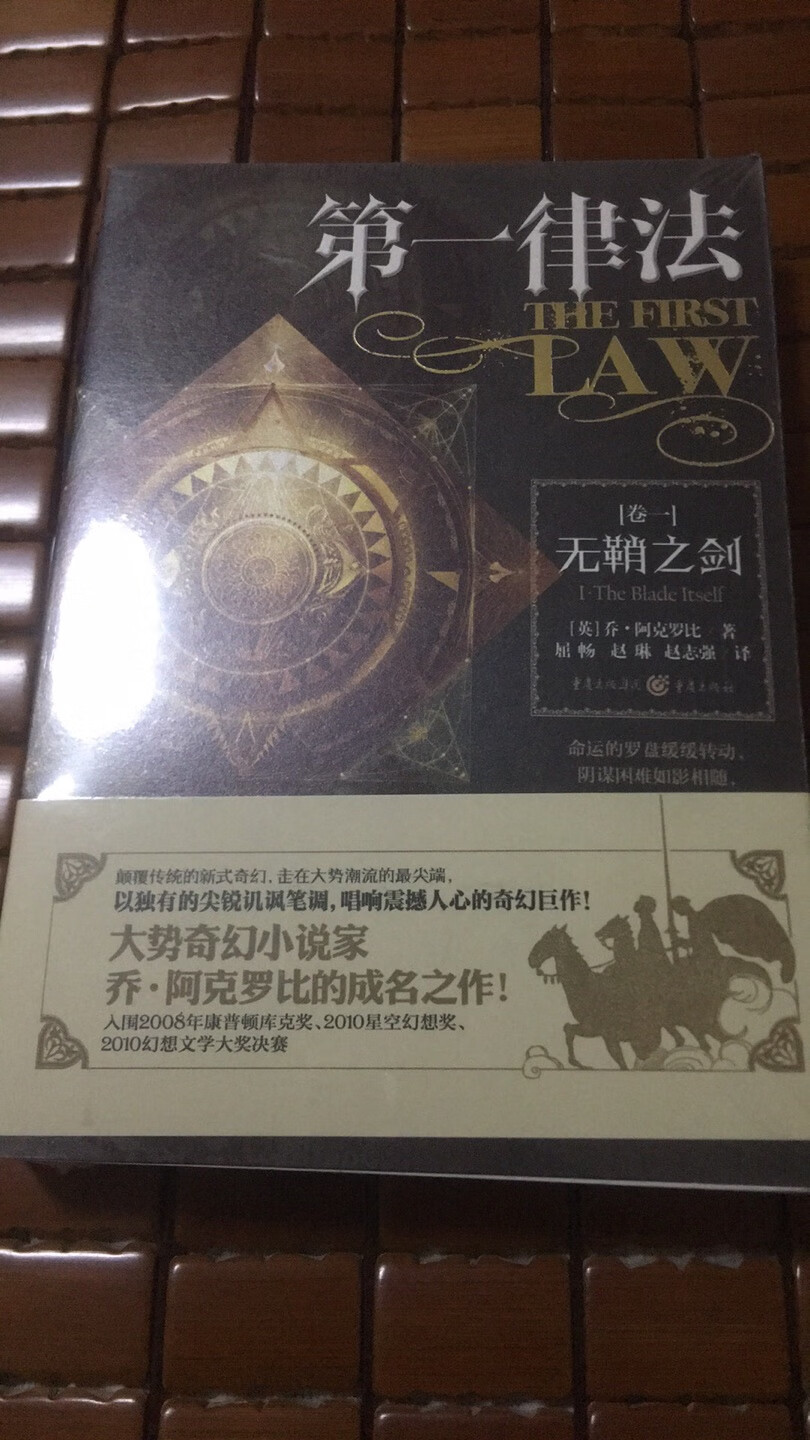 第一律法
THE FIRST
LAW
|卷一|
无鞘之剑
I·The Blade Itself
[英]乔·阿克罗比 著
屈畅 赵琳 赵志强 译
重庆出版集团 重庆出版社
命运的罗盘缓缓转动，
阴谋困难如影相随。
颠覆传统的新式奇幻，走在大势潮流的最尖端，
以独有的尖锐讥讽笔调，唱响震撼人心的奇幻巨作！
大势奇幻小说家
乔·阿克罗比的成名之作！
入围2008年康普顿库克奖、2010星空幻想奖、
2010幻想文学大奖决赛